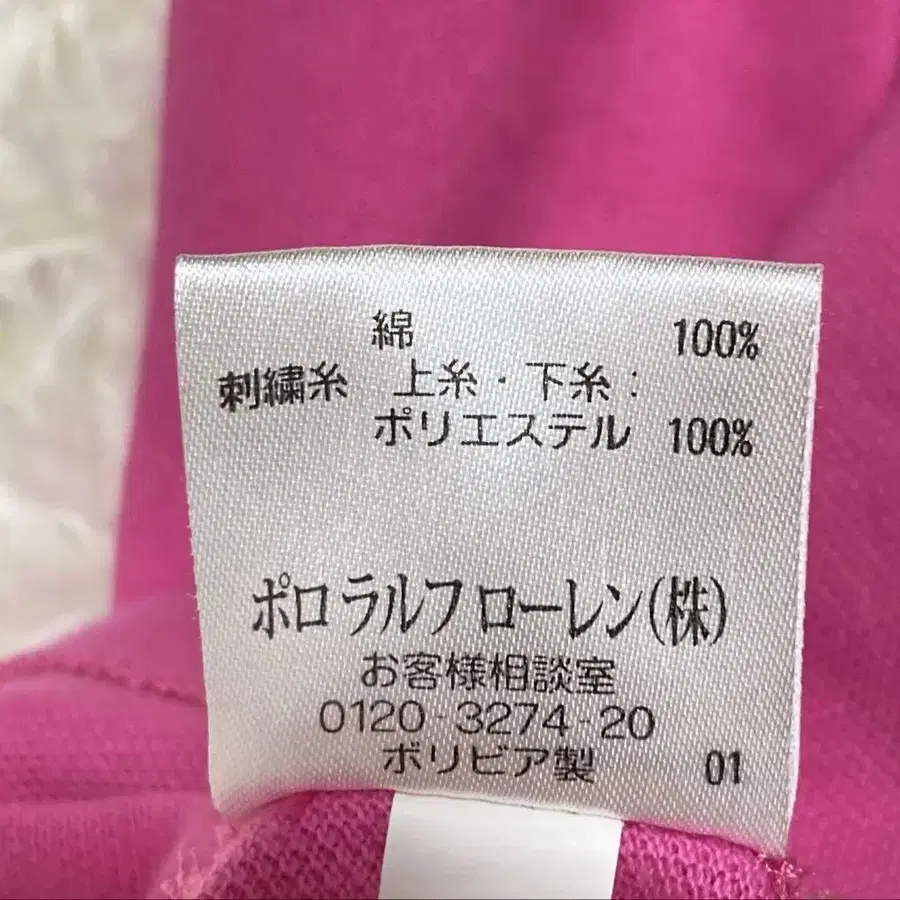 綿 100%
刺繍糸 上糸・下糸:
ポリエステル 100%
ポロ ラルフ ローレン(株)
お客様相談室
0120-3274-20
ポリビア製 01